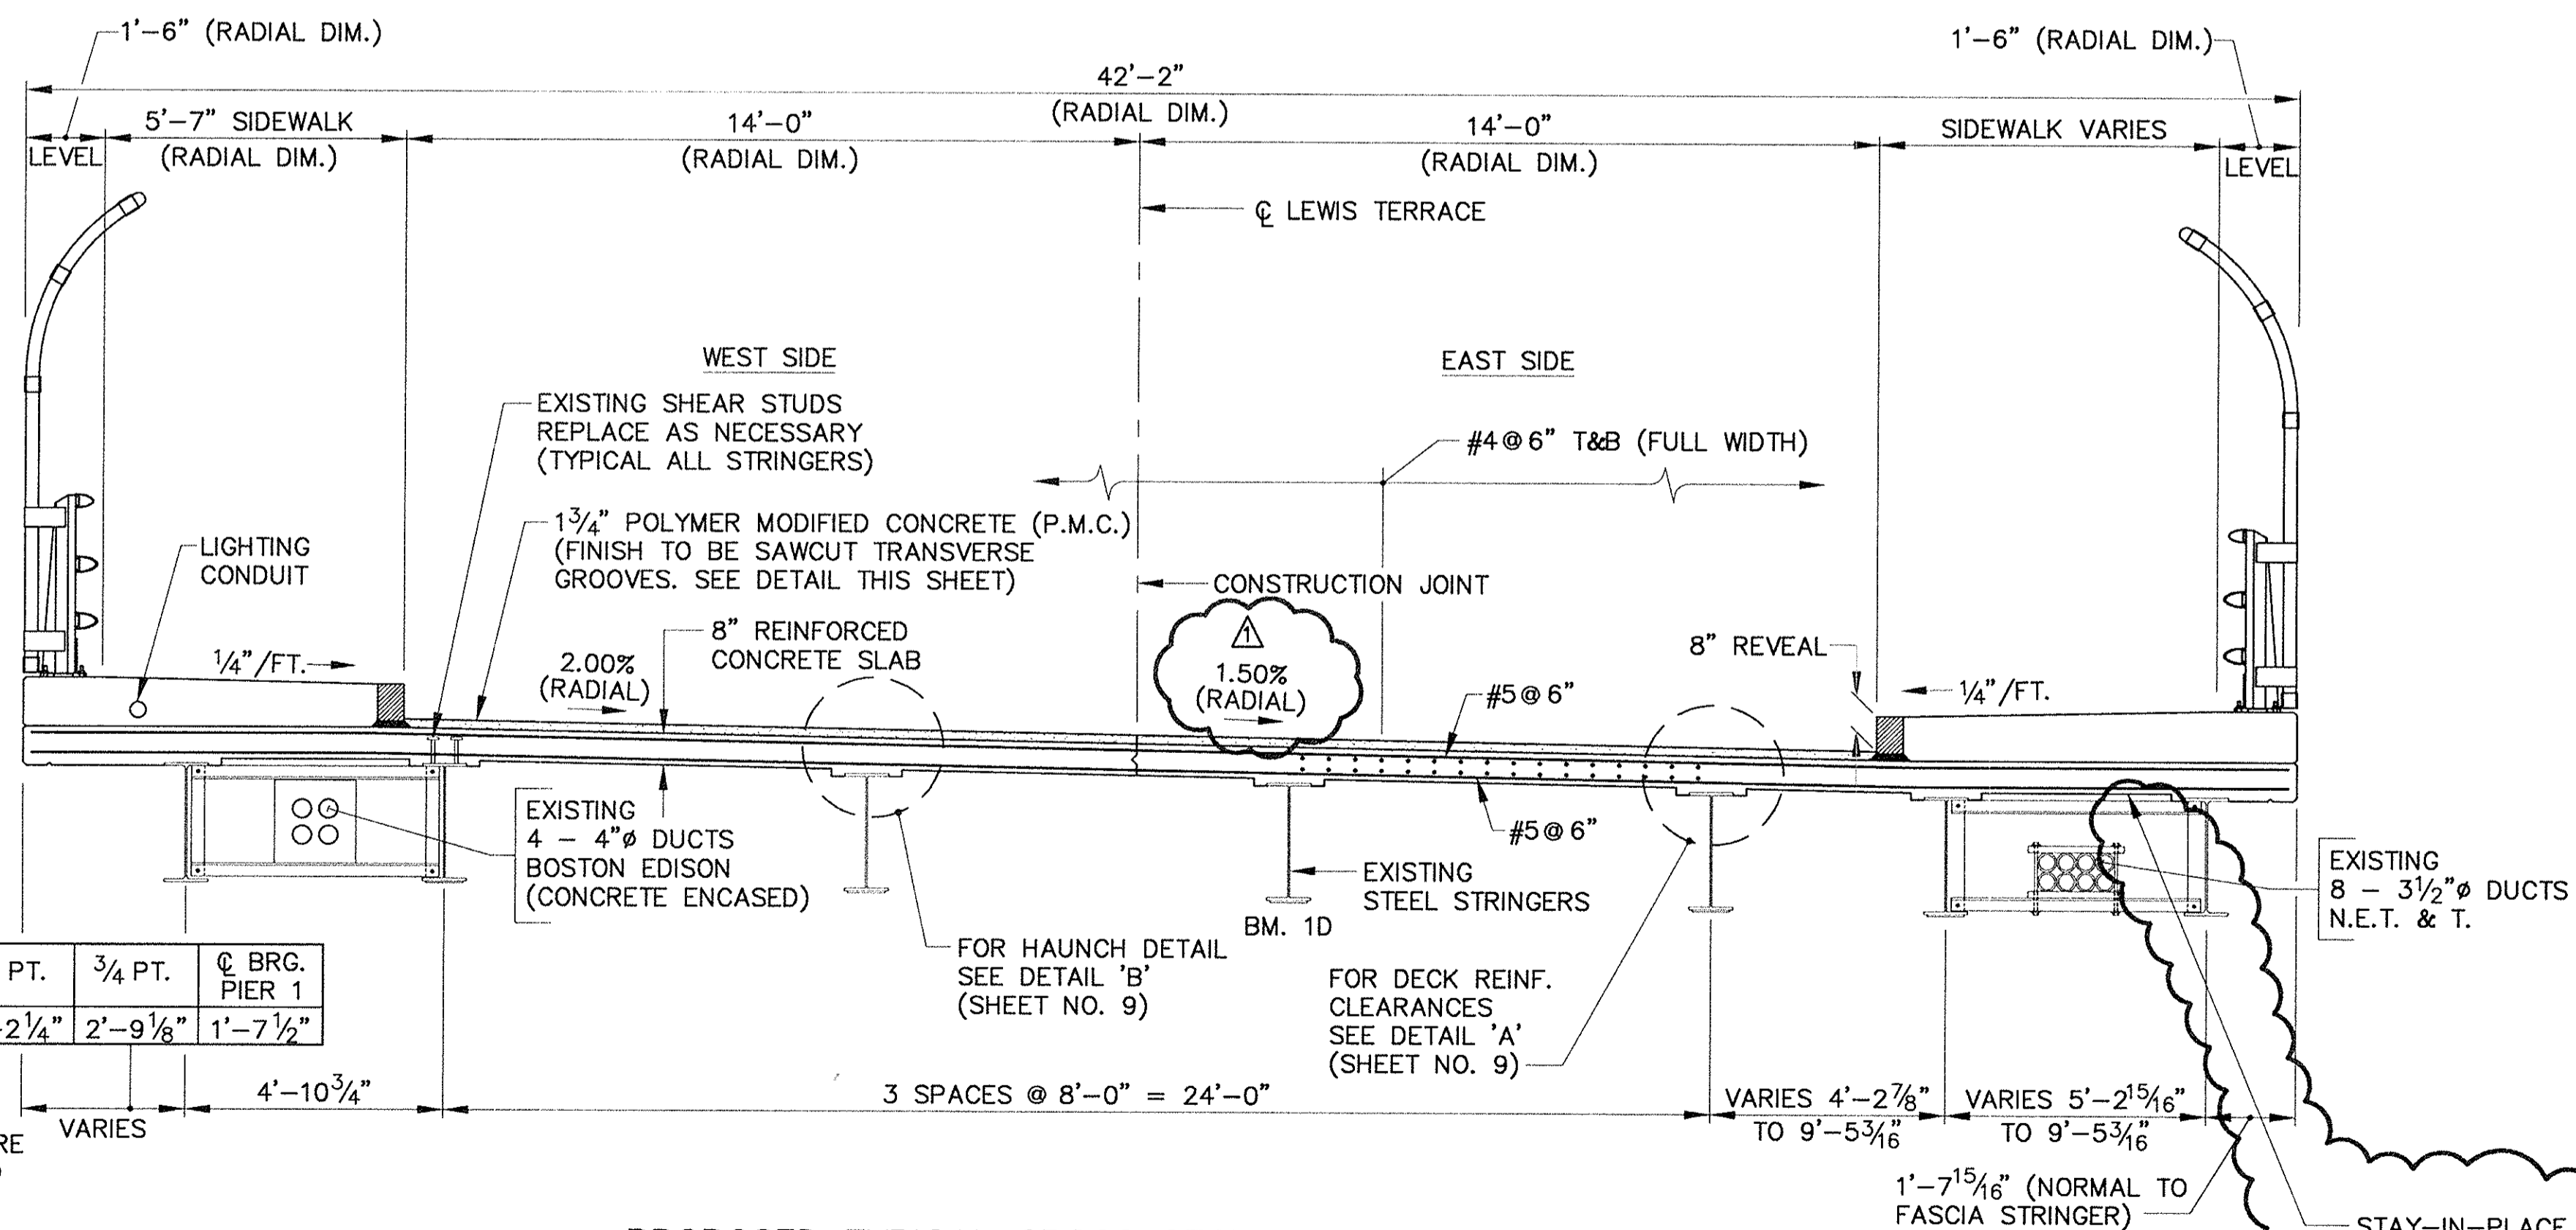 1'-6" (RADIAL DIM.)
1'-6" (RADIAL DIM.)
42'-2"
(RADIAL DIM.)
5'-7" SIDEWALK
(RADIAL DIM.)
14'-0"
(RADIAL DIM.)
14'-0"
(RADIAL DIM.)
SIDEWALK VARIES
LEVEL
LEVEL
℄ LEWIS TERRACE
WEST SIDE
EAST SIDE
EXISTING SHEAR STUDS
REPLACE AS NECESSARY
(TYPICAL ALL STRINGERS)
#4@6" T&B (FULL WIDTH)
1¾" POLYMER MODIFIED CONCRETE (P.M.C.)
(FINISH TO BE SAWCUT TRANSVERSE
GROOVES. SEE DETAIL THIS SHEET)
LIGHTING
CONDUIT
CONSTRUCTION JOINT
8" REINFORCED
CONCRETE SLAB
1
1.50%
(RADIAL)
8" REVEAL
¼"/FT.
2.00%
(RADIAL)
#5@6"
¼"/FT.
EXISTING
4 - 4"ø DUCTS
BOSTON EDISON
(CONCRETE ENCASED)
#5@6"
EXISTING
STEEL STRINGERS
BM. 1D
EXISTING
8 - 3½"ø DUCTS
N.E.T. & T.
FOR HAUNCH DETAIL
SEE DETAIL 'B'
(SHEET NO. 9)
FOR DECK REINF.
CLEARANCES
SEE DETAIL 'A'
(SHEET NO. 9)
PT.
¾ PT.
℄ BRG.
PIER 1
-2¼"
2'-9⅛"
1'-7½"
VARIES
4'-10¾"
3 SPACES @ 8'-0" = 24'-0"
VARIES 4'-2⅞"
TO 9'-5 3/16"
VARIES 5'-2 15/16"
TO 9'-5 3/16"
1'-7 15/16" (NORMAL TO
FASCIA STRINGER)
STAY-IN-PLACE